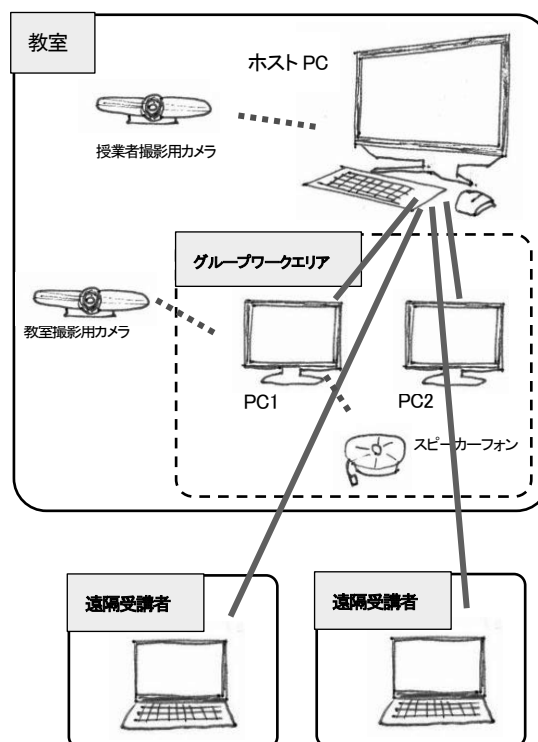 教室
ホスト PC
授業者撮影用カメラ
グループワークエリア
教室撮影用カメラ
PC1
PC2
スピーカーフォン
遠隔受講者
遠隔受講者